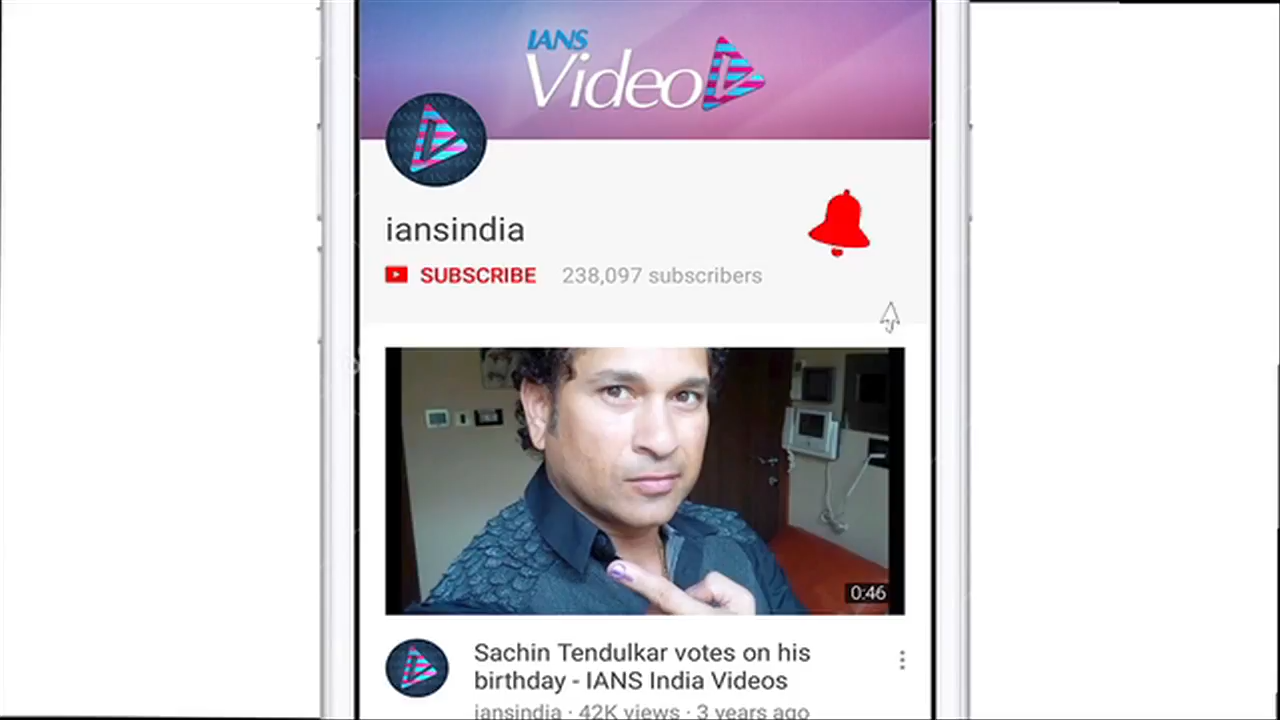 IANS
Video
iansindia
SUBSCRIBE 238,097 subscribers
0:46
Sachin Tendulkar votes on his
birthday - IANS India Videos
iansindia · 42K views · 3 years ago